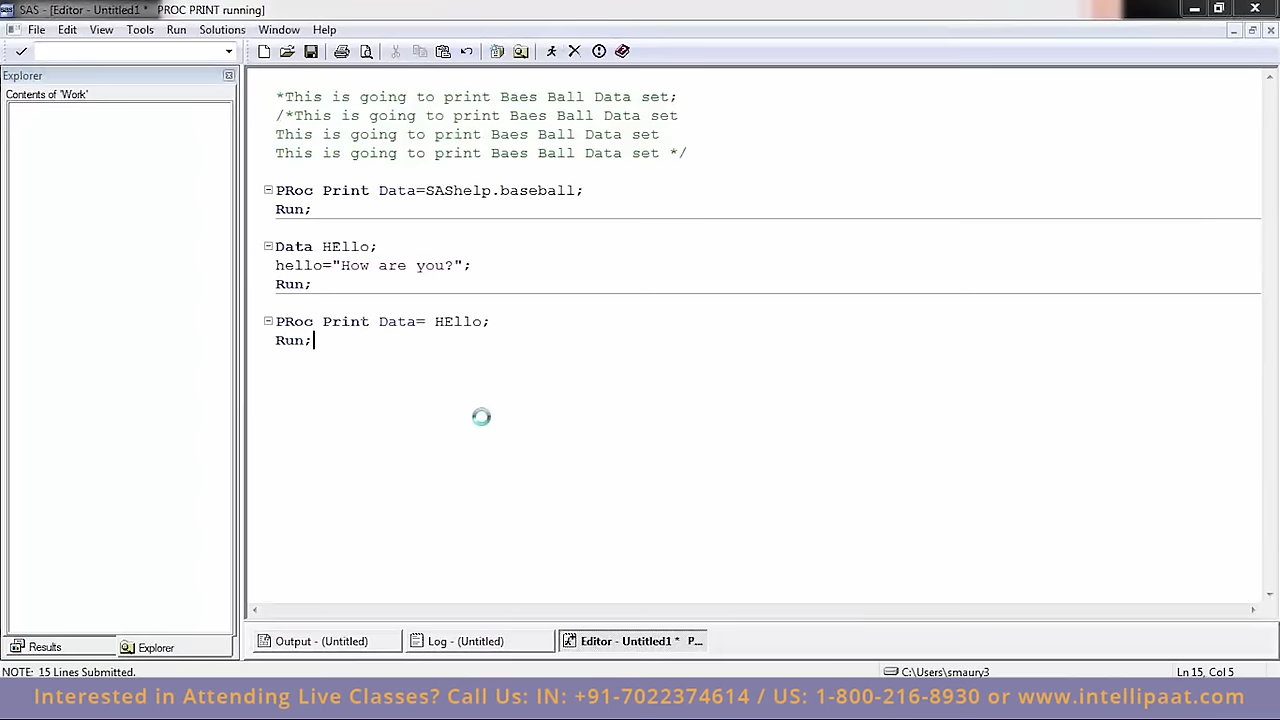 SAS - [Editor - Untitled1 * PROC PRINT running]
File Edit View Tools Run Solutions Window Help
Explorer
Contents of 'Work'
*This is going to print Baes Ball Data set;
/*This is going to print Baes Ball Data set
This is going to print Baes Ball Data set
This is going to print Baes Ball Data set */
PRoc Print Data=SAShelp.baseball;
Run;
Data HEllo;
hello="How are you?";
Run;
PRoc Print Data= HEllo;
Run;
Results Explorer
Output - (Untitled) Log - (Untitled) Editor - Untitled1 * P...
NOTE: 15 Lines Submitted. C:\Users\smaury3 Ln 15, Col 5
Interested in Attending Live Classes? Call Us: IN: +91-7022374614 / US: 1-800-216-8930 or www.intellipaat.com